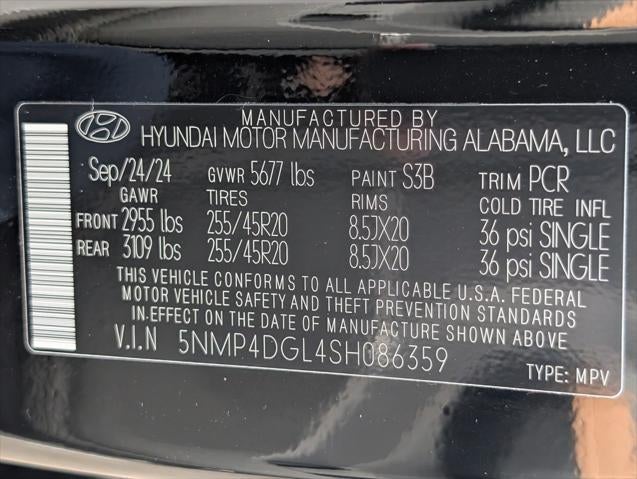 MANUFACTURED BY
HYUNDAI MOTOR MANUFACTURING ALABAMA, LLC
Sep/24/24 GVWR 5677 lbs PAINT S3B TRIM PCR
GAWR TIRES RIMS COLD TIRE INFL
FRONT 2955 lbs 255/45R20 8.5JX20 36 psi SINGLE
REAR 3109 lbs 255/45R20 8.5JX20 36 psi SINGLE
THIS VEHICLE CONFORMS TO ALL APPLICABLE U.S.A. FEDERAL
MOTOR VEHICLE SAFETY AND THEFT PREVENTION STANDARDS
IN EFFECT ON THE DATE OF MANUFACTURE SHOWN ABOVE
V.I.N 5NMP4DGL4SH086359
TYPE: MPV